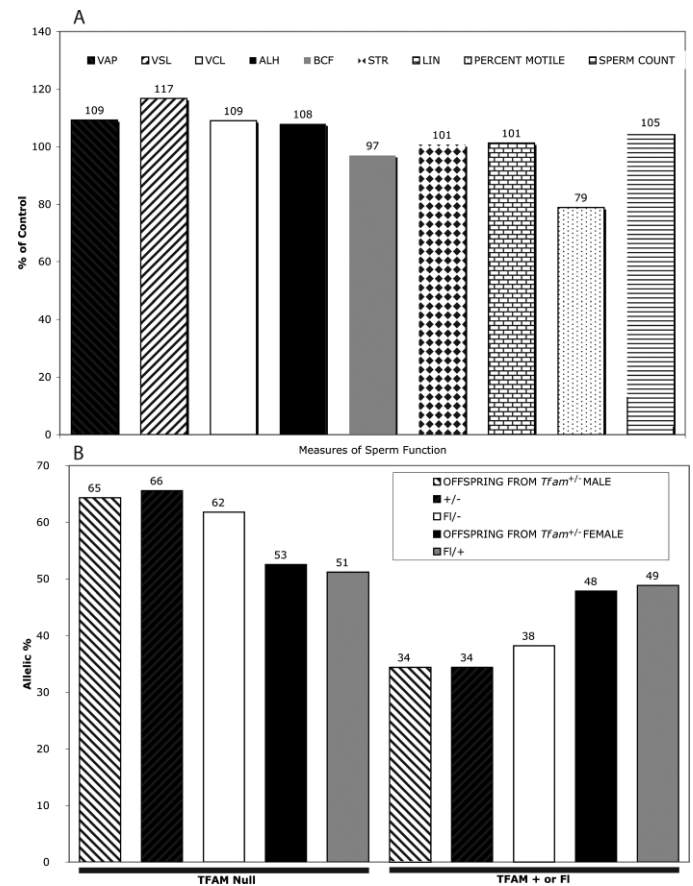 A
140
VAP VSL VCL ALH BCF STR LIN PERCENT MOTILE SPERM COUNT
120
117
109 109 108
105
101 101
100
97
80
79
% of Control
60
40
20
0
Measures of Sperm Function
B
70
OFFSPRING FROM Tfam+/- MALE
+/-
Fl/-
OFFSPRING FROM Tfam+/- FEMALE
Fl/+
65 66 62 53 51
34 34 38 48 49
60
50
40
Allelic %
30
20
10
0
TFAM Null TFAM + or Fl